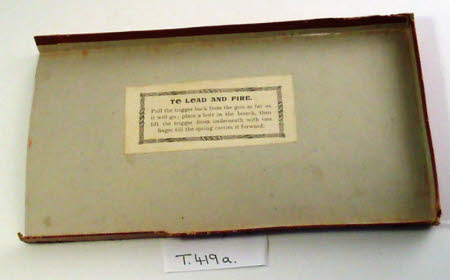 TO LOAD AND FIRE.
Pull the trigger back from the gun as far as
it will go; place a bolt in the breech, then
tilt the trigger from underneath with one
finger till the spring carries it forward.
T.419a.